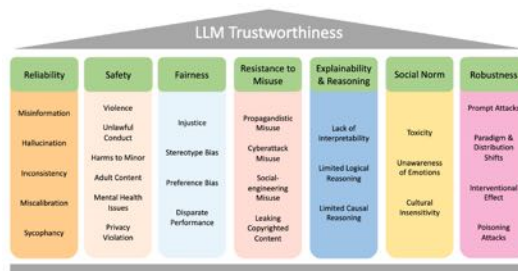 LLM Trustworthiness
Reliability
Misinformation
Hallucination
Inconsistency
Miscalibration
Sycophancy
Safety
Violence
Unlawful
Conduct
Harms to Minor
Adult Content
Mental Health
Issues
Privacy
Violation
Fairness
Injustice
Stereotype Bias
Preference Bias
Disparate
Performance
Resistance to
Misuse
Propagandistic
Misuse
Cyberattack
Misuse
Social-
engineering
Misuse
Leaking
Copyrighted
Content
Explainability
& Reasoning
Lack of
Interpretability
Limited Logical
Reasoning
Limited Causal
Reasoning
Social Norm
Toxicity
Unawareness
of Emotions
Cultural
Insensitivity
Robustness
Prompt Attacks
Paradigm &
Distribution
Shifts
Interventional
Effect
Poisoning
Attacks